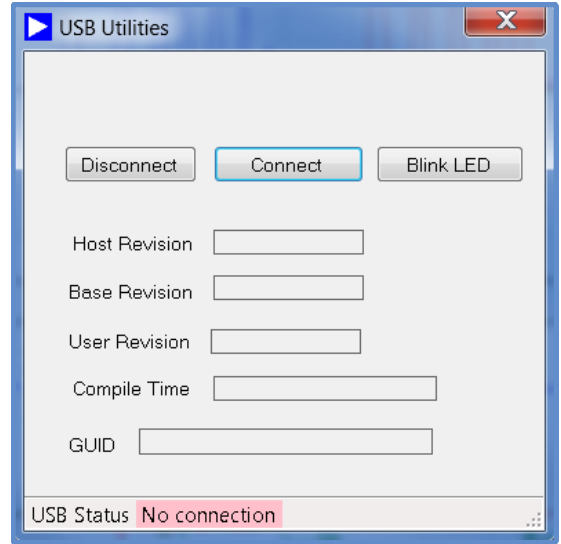 USB Utilities
Disconnect Connect Blink LED
Host Revision
Base Revision
User Revision
Compile Time
GUID
USB Status No connection